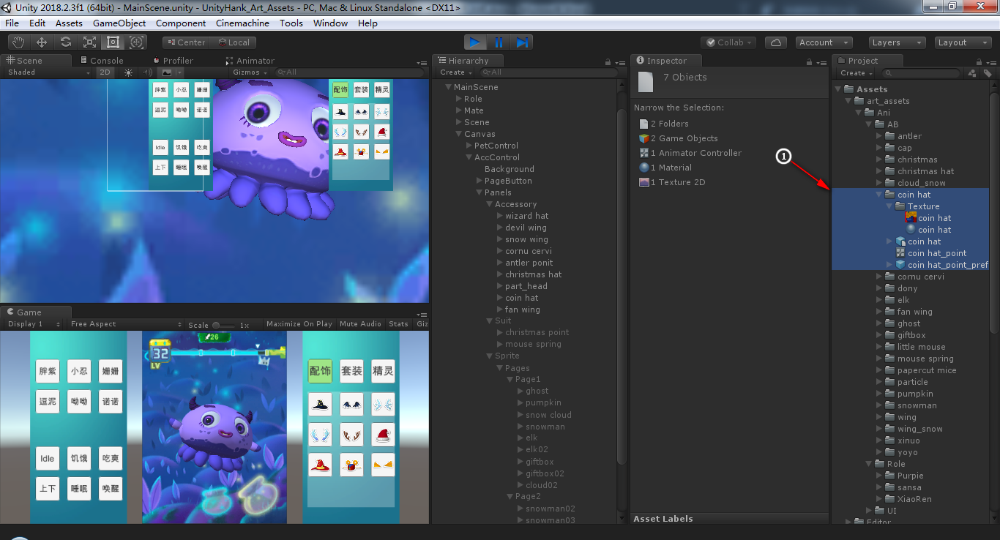 Unity 2018.2.3f1 (64bit) - MainScene.unity - UnityHank_Art_Assets - PC, Mac & Linux Standalone <DX11>
File Edit Assets GameObject Component Cinemachine Tools Window Help
Center Local Collab Account Layers Layout
Scene Console Profiler Animator
Shaded 2D Gizmos All
胖紫 小忍 姗姗
逗泥 呦呦 诺诺
Idle 饥饿 吃爽
上下 睡眠 唤醒
配饰 套装 精灵
Game
Display 1 Free Aspect Scale 1x Maximize On Play Mute Audio Stats Giz
胖紫 小忍 姗姗
逗泥 呦呦 诺诺
Idle 饥饿 吃爽
上下 睡眠 唤醒
26
32
LV
配饰 套装 精灵
Hierarchy
Create All
MainScene
Role
Mate
Scene
Canvas
PetControl
AccControl
Background
PageButton
Panels
Accessory
wizard hat
devil wing
snow wing
cornu cervi
antler ponit
christmas hat
part_head
coin hat
fan wing
Suit
christmas point
mouse spring
Sprite
Pages
Page1
ghost
pumpkin
snow cloud
snowman
elk
elk02
giftbox
giftbox02
cloud02
Page2
snowman02
snowman03
Inspector
7 Objects
Narrow the Selection:
2 Folders
2 Game Objects
1 Animator Controller
1 Material
1 Texture 2D
1
Asset Labels
Project
Create
Assets
art_assets
Ani
AB
antler
cap
christmas
christmas hat
cloud_snow
coin hat
Texture
coin hat
coin hat
coin hat
coin hat_point
coin hat_point_pref
cornu cervi
dony
elk
fan wing
ghost
giftbox
little mouse
mouse spring
papercut mice
particle
pumpkin
snowman
wing
wing_snow
xinuo
yoyo
Role
Purpie
sansa
XiaoRen
UI
Editor